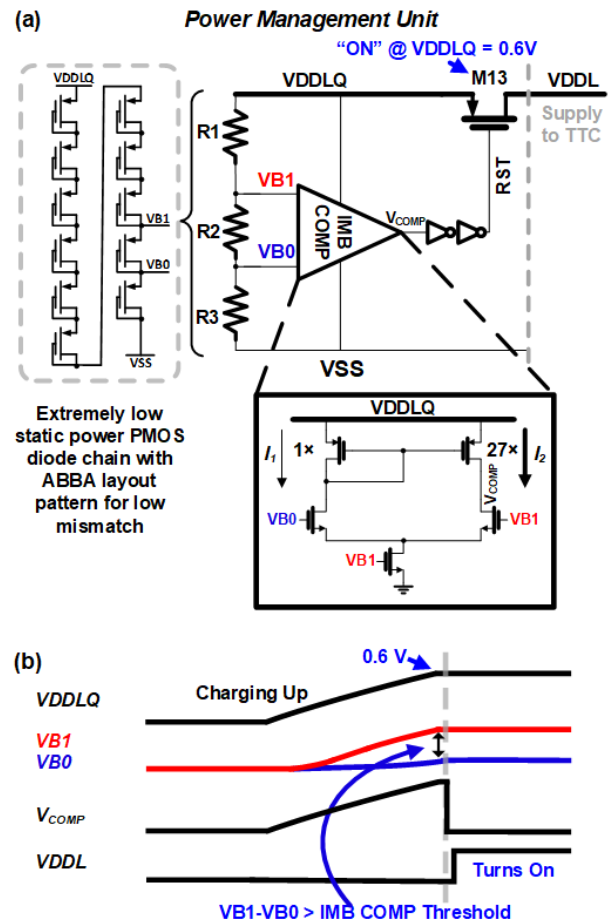 (a)
Power Management Unit
"ON" @ VDDLQ = 0.6V
M13
VDDLQ
VDDLQ
VDDL
Supply
to TTC
R1
VB1
R2
VB0
R3
IMB
COMP
VCOMP
RST
VB1
VB0
VSS
VSS
Extremely low
static power PMOS
diode chain with
ABBA layout
pattern for low
mismatch
VDDLQ
I1
1×
27×
I2
VCOMP
VB0
VB1
VB1
(b)
0.6 V
VDDLQ
Charging Up
VB1
VB0
VCOMP
VDDL
Turns On
VB1-VB0 > IMB COMP Threshold